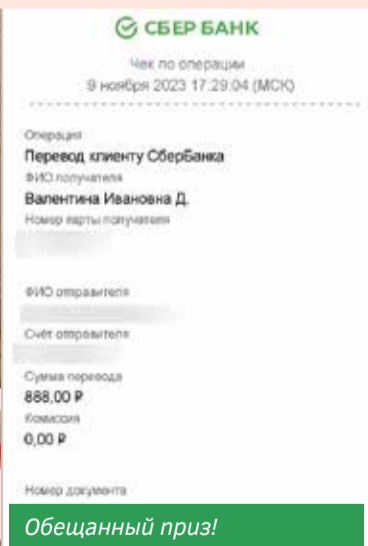 СБЕР БАНК
Чек по операции
9 ноября 2023 17:29:04 (МСК)
Операция
Перевод клиенту СберБанка
ФИО получателя
Валентина Ивановна Д.
Номер карты получателя
ФИО отправителя
Счёт отправителя
Сумма перевода
888,00 ₽
Комиссия
0,00 ₽
Номер документа
Обещанный приз!